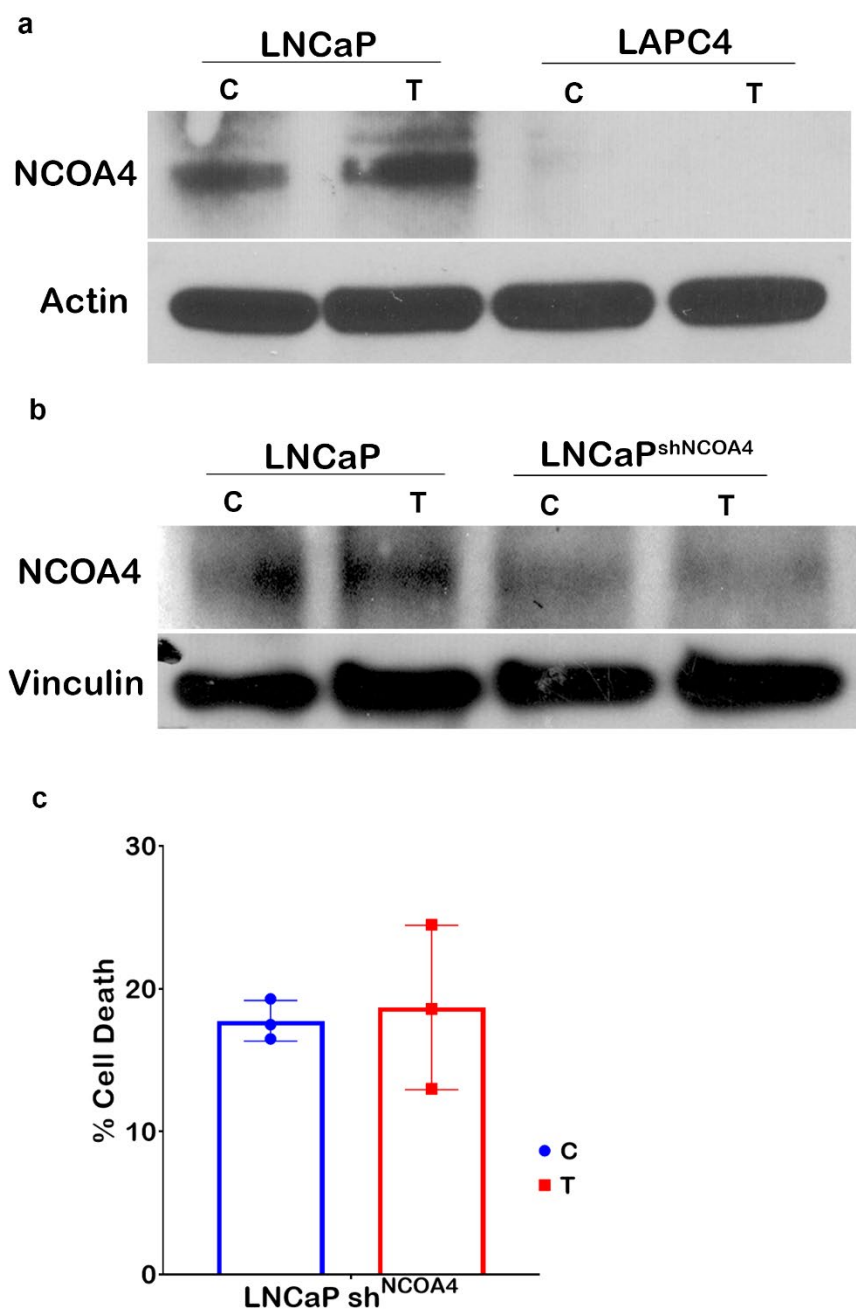 a
LNCaP LAPC4
C T C T
NCOA4
Actin
b
LNCaP LNCaPshNCOA4
C T C T
NCOA4
Vinculin
c
30
20
10
0
% Cell Death
C
T
LNCaP shNCOA4